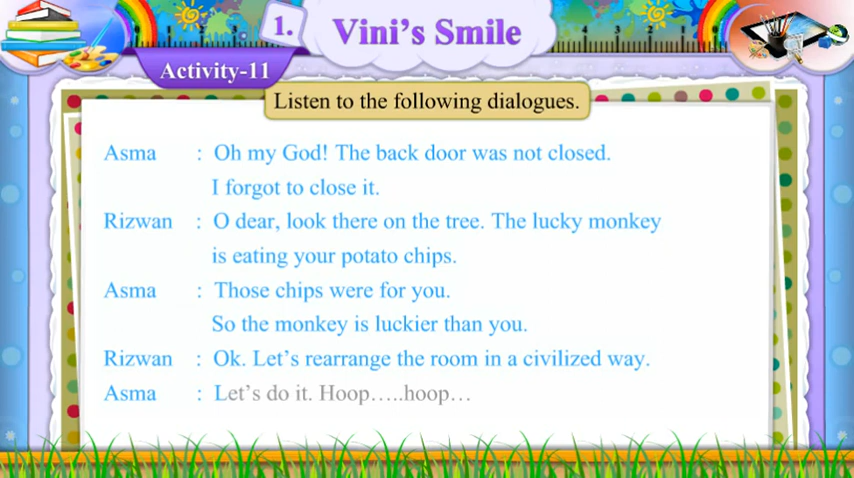 1.
Vini's Smile
Activity-11
Listen to the following dialogues.
Asma : Oh my God! The back door was not closed.
I forgot to close it.
Rizwan : O dear, look there on the tree. The lucky monkey
is eating your potato chips.
Asma : Those chips were for you.
So the monkey is luckier than you.
Rizwan : Ok. Let's rearrange the room in a civilized way.
Asma : Let's do it. Hoop…..hoop…